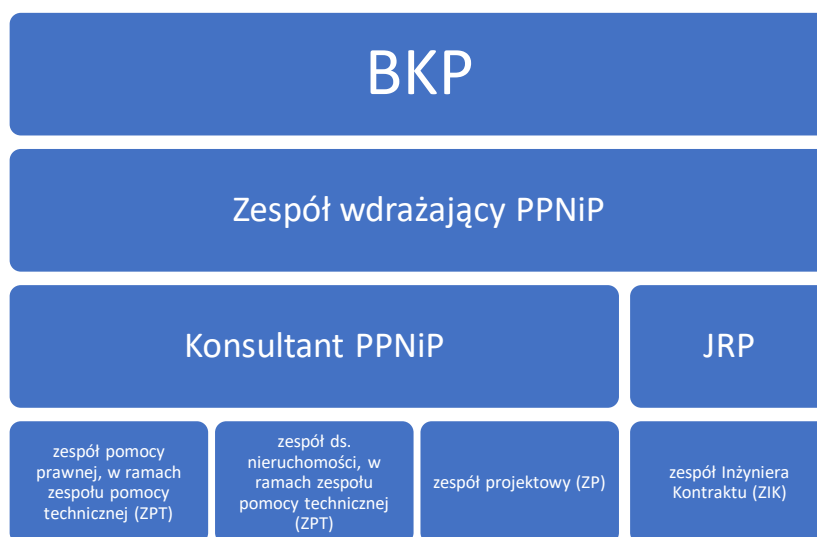 BKP
Zespół wdrażający PPNiP
Konsultant PPNiP
JRP
zespół pomocy
prawnej, w ramach
zespołu pomocy
technicznej (ZPT)
zespół ds.
nieruchomości, w
ramach zespołu
pomocy technicznej
(ZPT)
zespół projektowy (ZP)
zespół Inżyniera
Kontraktu (ZIK)